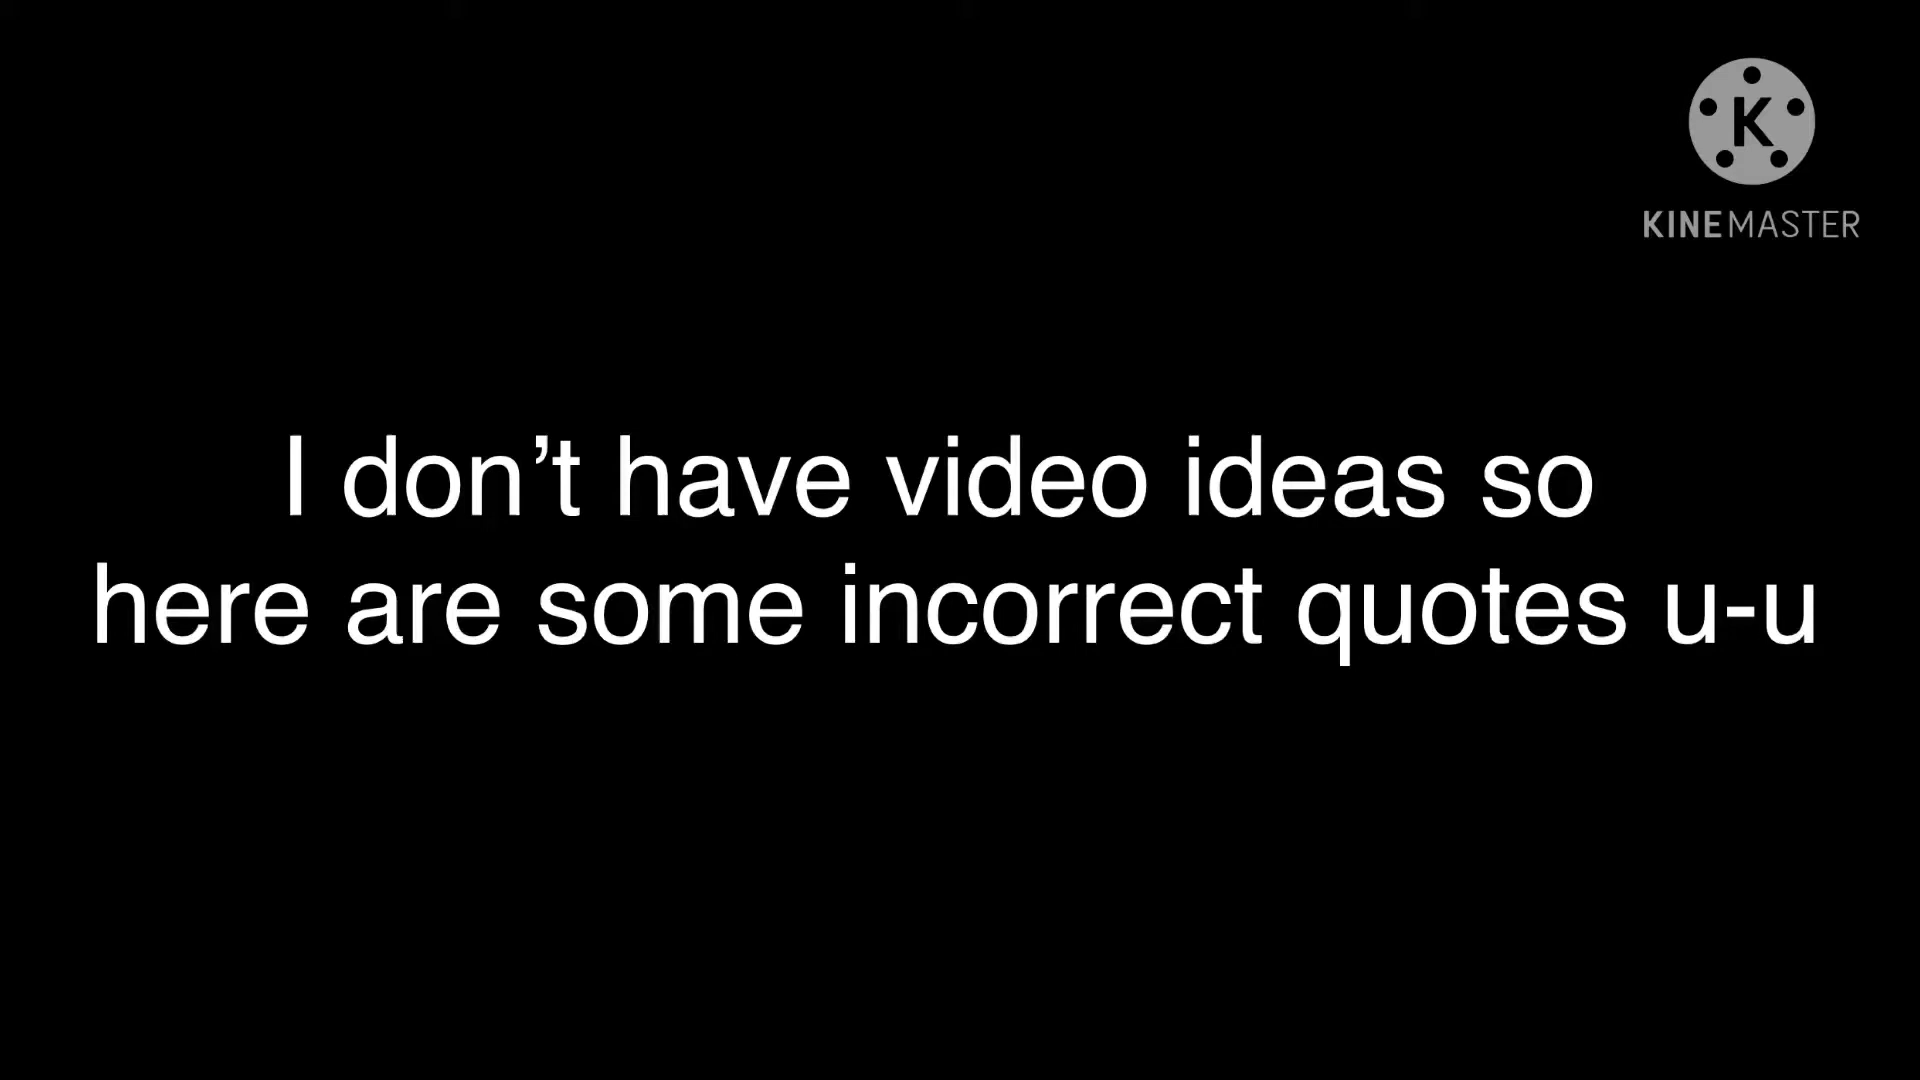 K
KINEMASTER
I don’t have video ideas so
here are some incorrect quotes u-u